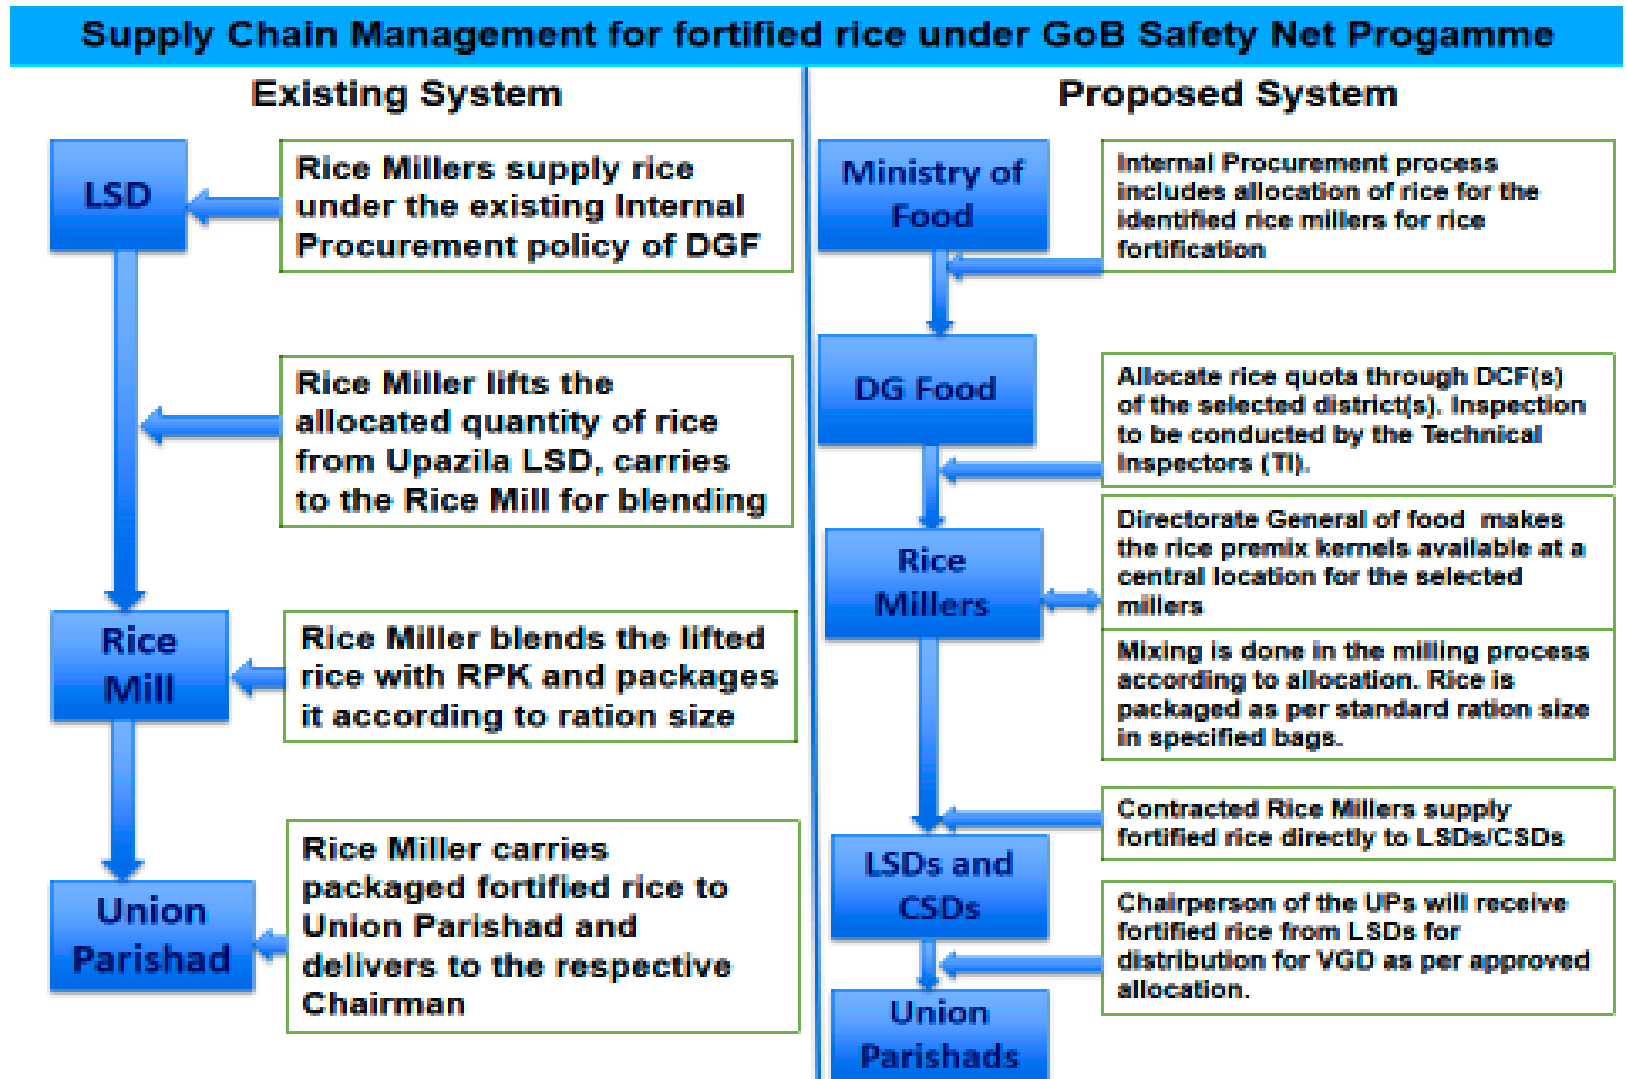 Supply Chain Management for fortified rice under GoB Safety Net Progamme
Existing System
LSD
Rice Millers supply rice
under the existing Internal
Procurement policy of DGF
Rice Miller lifts the
allocated quantity of rice
from Upazila LSD, carries
to the Rice Mill for blending
Rice
Mill
Rice Miller blends the lifted
rice with RPK and packages
it according to ration size
Union
Parishad
Rice Miller carries
packaged fortified rice to
Union Parishad and
delivers to the respective
Chairman
Proposed System
Ministry of
Food
Internal Procurement process
includes allocation of rice for the
identified rice millers for rice
fortification
DG Food
Allocate rice quota through DCF(s)
of the selected district(s). Inspection
to be conducted by the Technical
Inspectors (TI).
Rice
Millers
Directorate General of food makes
the rice premix kernels available at a
central location for the selected
millers
Mixing is done in the milling process
according to allocation. Rice is
packaged as per standard ration size
in specified bags.
Contracted Rice Millers supply
fortified rice directly to LSDs/CSDs
LSDs and
CSDs
Chairperson of the UPs will receive
fortified rice from LSDs for
distribution for VGD as per approved
allocation.
Union
Parishads